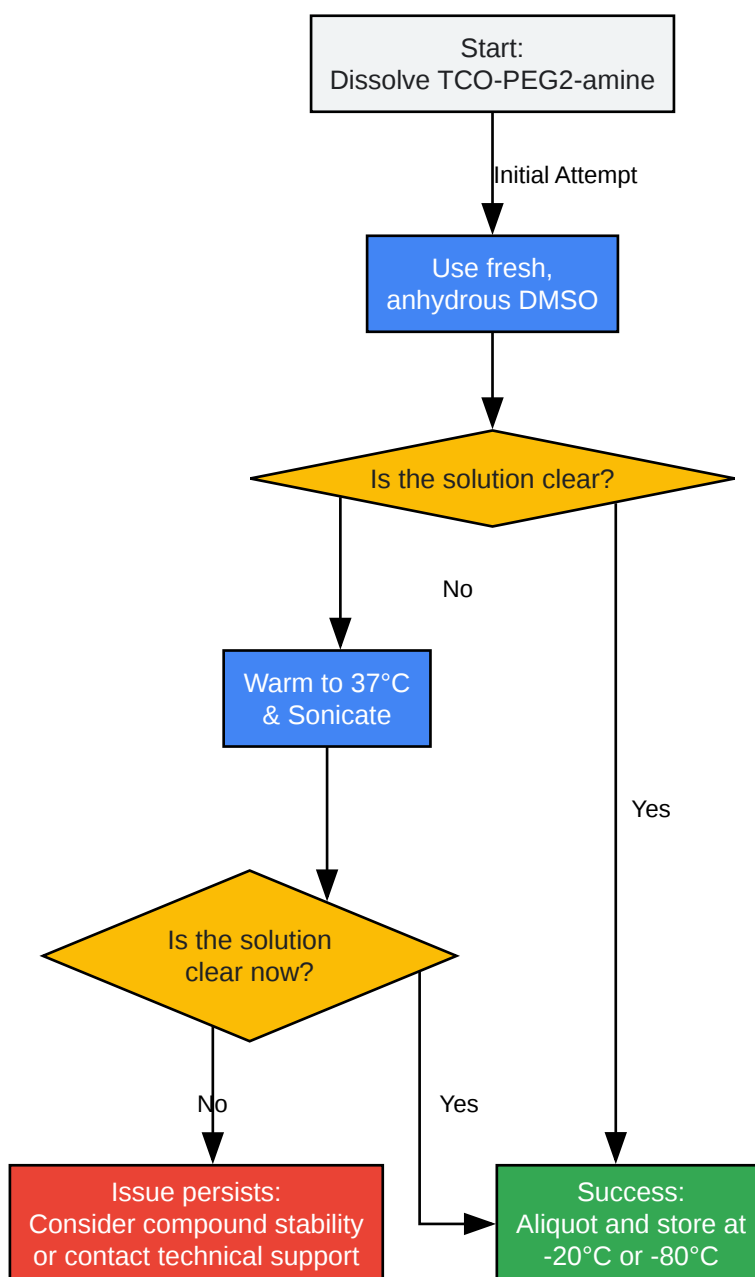 Start:
Dissolve TCO-PEG2-amine
Initial Attempt
Use fresh,
anhydrous DMSO
Is the solution clear?
No
Warm to 37°C
& Sonicate
Yes
Is the solution
clear now?
No
Yes
Issue persists:
Consider compound stability
or contact technical support
Success:
Aliquot and store at
-20°C or -80°C